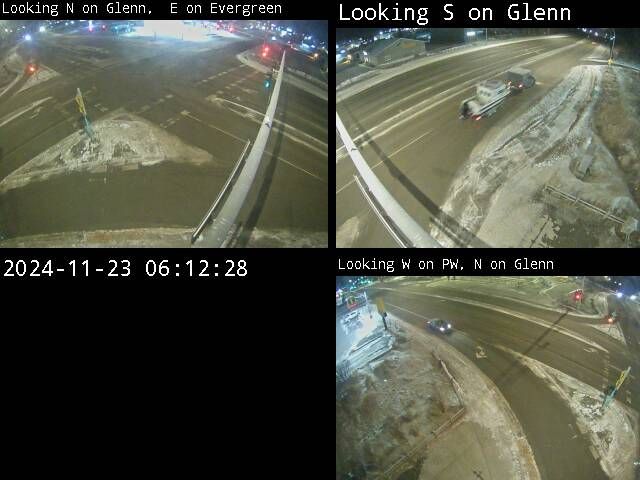 Looking N on Glenn, E on Evergreen
Looking S on Glenn
2024-11-23 06:12:28
Looking W on PW, N on Glenn